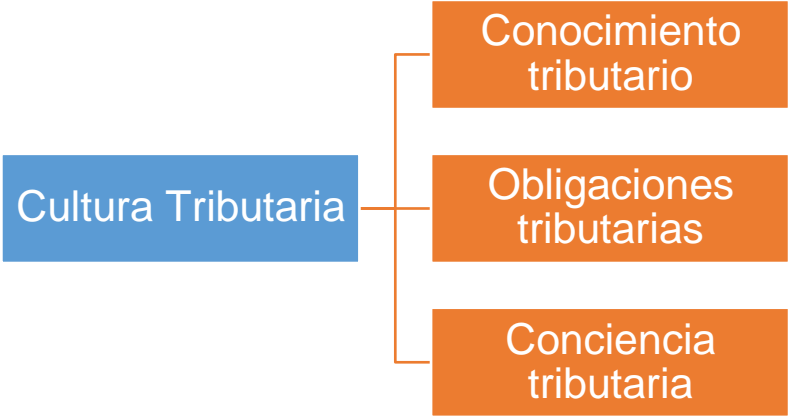 Cultura Tributaria
Conocimiento
tributario
Obligaciones
tributarias
Conciencia
tributaria